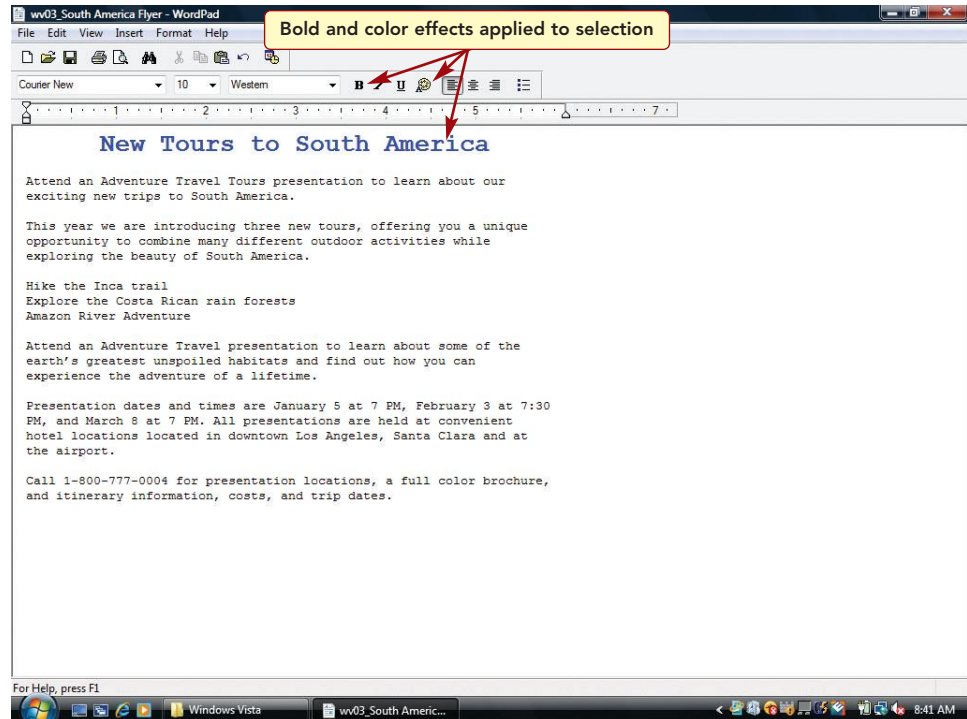 wv03_South America Flyer - WordPad
Bold and color effects applied to selection
File Edit View Insert Format Help
Courier New 10 Western B I U
1 2 3 4 5 7
New Tours to South America
Attend an Adventure Travel Tours presentation to learn about our
exciting new trips to South America.
This year we are introducing three new tours, offering you a unique
opportunity to combine many different outdoor activities while
exploring the beauty of South America.
Hike the Inca trail
Explore the Costa Rican rain forests
Amazon River Adventure
Attend an Adventure Travel presentation to learn about some of the
earth's greatest unspoiled habitats and find out how you can
experience the adventure of a lifetime.
Presentation dates and times are January 5 at 7 PM, February 3 at 7:30
PM, and March 8 at 7 PM. All presentations are held at convenient
hotel locations located in downtown Los Angeles, Santa Clara and at
the airport.
Call 1-800-777-0004 for presentation locations, a full color brochure,
and itinerary information, costs, and trip dates.
For Help, press F1
Windows Vista wv03_South Americ... 8:41 AM